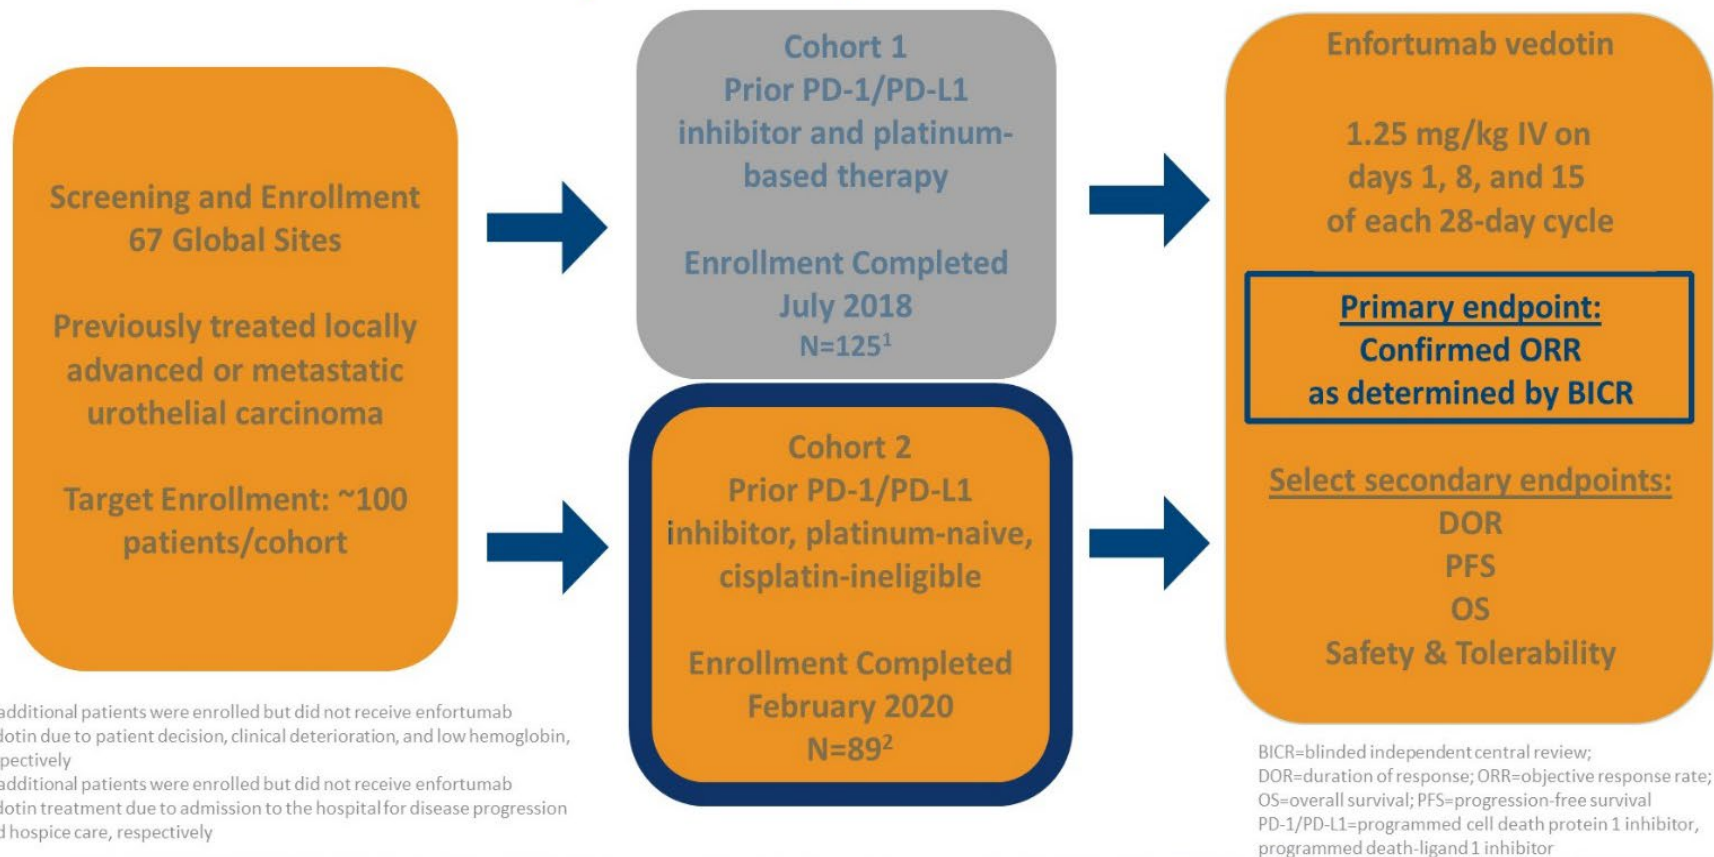 Screening and Enrollment
67 Global Sites
Previously treated locally
advanced or metastatic
urothelial carcinoma
Target Enrollment: ~100
patients/cohort
Cohort 1
Prior PD-1/PD-L1
inhibitor and platinum-
based therapy
Enrollment Completed
July 2018
N=125¹
Cohort 2
Prior PD-1/PD-L1
inhibitor, platinum-naive,
cisplatin-ineligible
Enrollment Completed
February 2020
N=89²
Enfortumab vedotin
1.25 mg/kg IV on
days 1, 8, and 15
of each 28-day cycle
Primary endpoint:
Confirmed ORR
as determined by BICR
Select secondary endpoints:
DOR
PFS
OS
Safety & Tolerability
additional patients were enrolled but did not receive enfortumab
dotin due to patient decision, clinical deterioration, and low hemoglobin,
pectively
additional patients were enrolled but did not receive enfortumab
dotin treatment due to admission to the hospital for disease progression
d hospice care, respectively
BICR=blinded independent central review;
DOR=duration of response; ORR=objective response rate;
OS=overall survival; PFS=progression-free survival
PD-1/PD-L1=programmed cell death protein 1 inhibitor,
programmed death-ligand 1 inhibitor